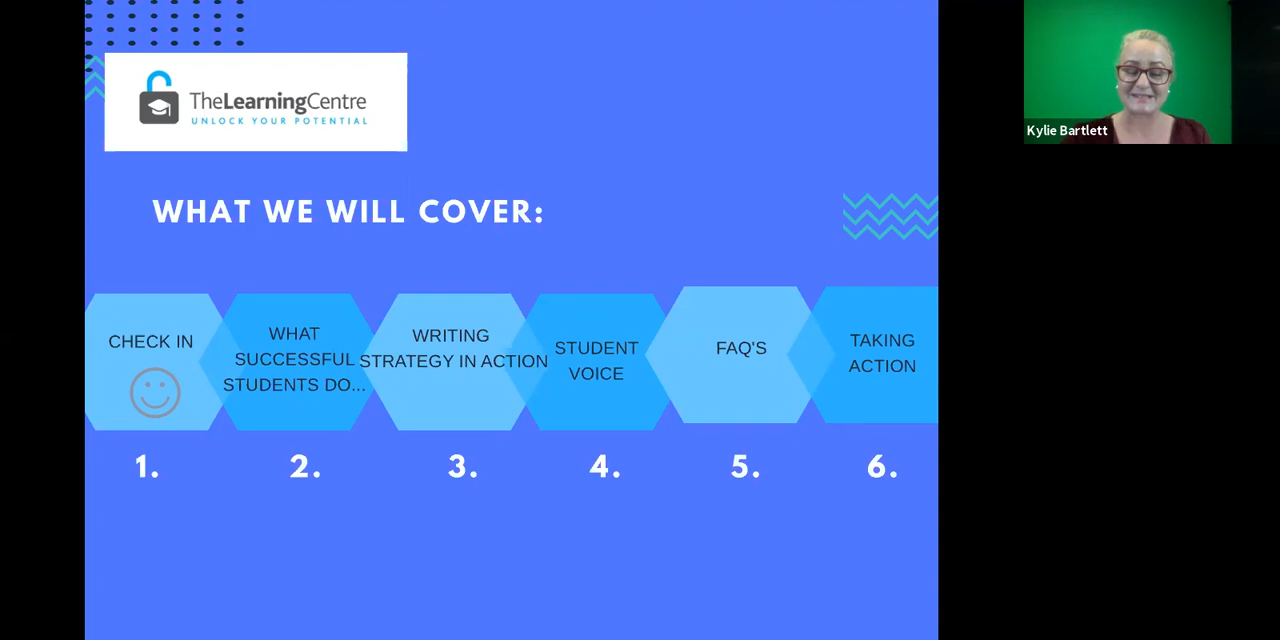 TheLearningCentre
UNLOCK YOUR POTENTIAL
Kylie Bartlett
WHAT WE WILL COVER:
CHECK IN
WHAT
SUCCESSFUL
STUDENTS DO...
WRITING
STRATEGY IN ACTION
STUDENT
VOICE
FAQ'S
TAKING
ACTION
1.
2.
3.
4.
5.
6.